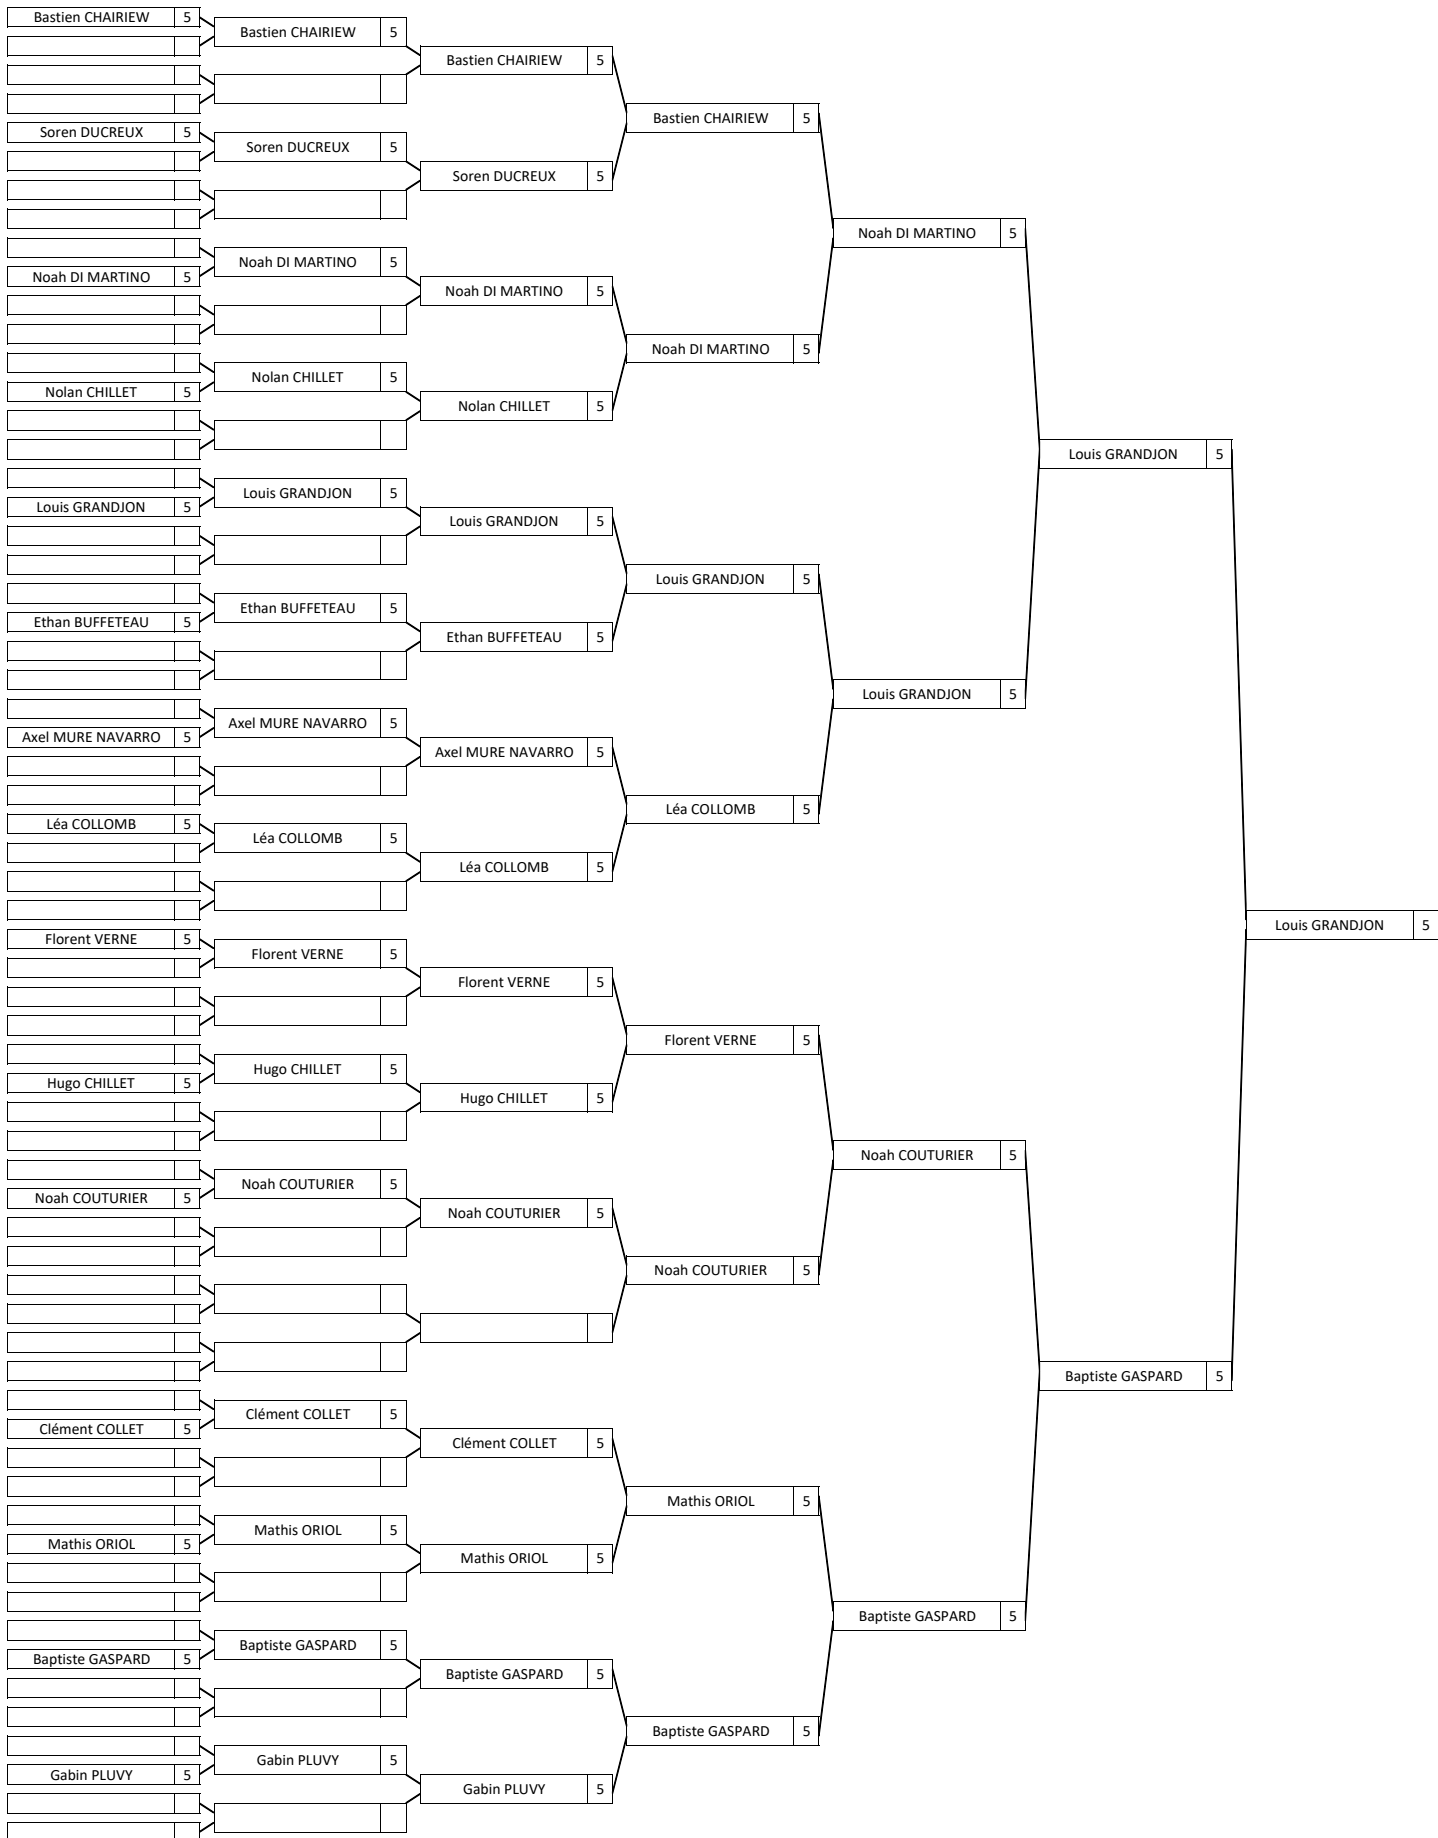 Bastien CHAIRIEW 5
Soren DUCREUX 5
Noah DI MARTINO 5
Nolan CHILLET 5
Louis GRANDJON 5
Ethan BUFFETEAU 5
Axel MURE NAVARRO 5
Léa COLLOMB 5
Florent VERNE 5
Hugo CHILLET 5
Noah COUTURIER 5
Clément COLLET 5
Mathis ORIOL 5
Baptiste GASPARD 5
Gabin PLUVY 5
Bastien CHAIRIEW 5
Soren DUCREUX 5
Noah DI MARTINO 5
Nolan CHILLET 5
Louis GRANDJON 5
Ethan BUFFETEAU 5
Axel MURE NAVARRO 5
Léa COLLOMB 5
Florent VERNE 5
Hugo CHILLET 5
Noah COUTURIER 5
Clément COLLET 5
Mathis ORIOL 5
Baptiste GASPARD 5
Gabin PLUVY 5
Bastien CHAIRIEW 5
Soren DUCREUX 5
Noah DI MARTINO 5
Nolan CHILLET 5
Louis GRANDJON 5
Ethan BUFFETEAU 5
Axel MURE NAVARRO 5
Léa COLLOMB 5
Florent VERNE 5
Hugo CHILLET 5
Noah COUTURIER 5
Clément COLLET 5
Mathis ORIOL 5
Baptiste GASPARD 5
Gabin PLUVY 5
Bastien CHAIRIEW 5
Noah DI MARTINO 5
Louis GRANDJON 5
Léa COLLOMB 5
Florent VERNE 5
Noah COUTURIER 5
Mathis ORIOL 5
Baptiste GASPARD 5
Noah DI MARTINO 5
Louis GRANDJON 5
Noah COUTURIER 5
Baptiste GASPARD 5
Louis GRANDJON 5
Baptiste GASPARD 5
Louis GRANDJON 5